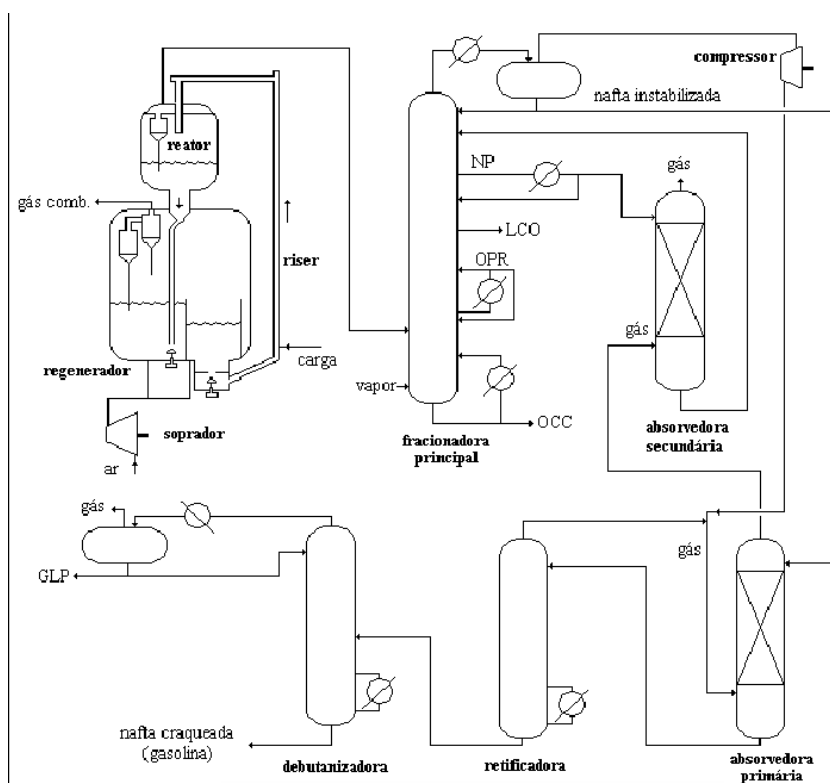 compressor
nafta instabilizada
reator
gás
NP
gás comb.
LCO
riser
OPR
gás
carga
regenerador
vapor
OCC
soprador
fracionadora
principal
absorvedora
secundária
ar
gás
gás
GLP
nafta craqueada
(gasolina)
debutanizadora
retificadora
absorvedora
primária